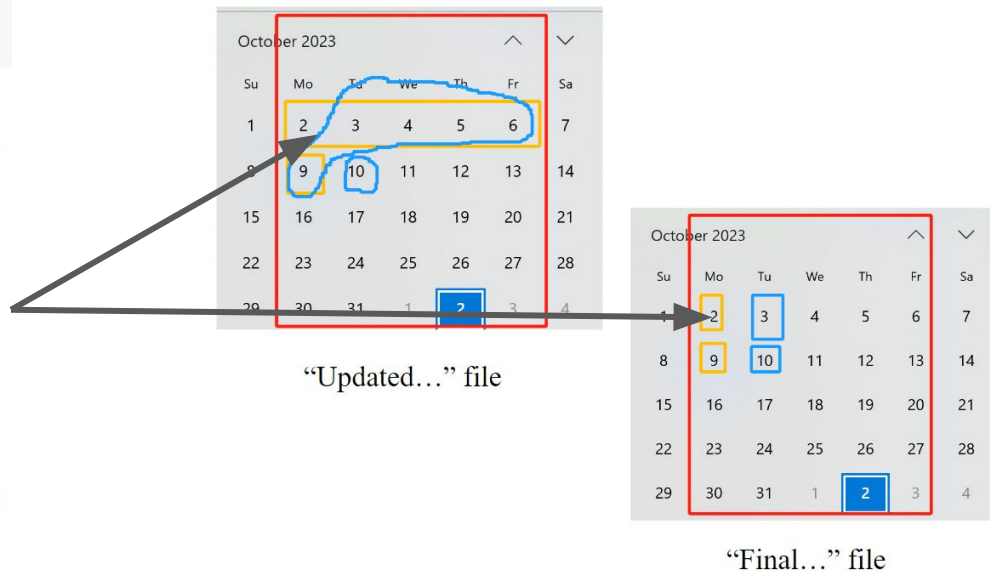 October 2023
Su Mo Tu We Th Fr Sa
1 2 3 4 5 6 7
8 9 10 11 12 13 14
15 16 17 18 19 20 21
22 23 24 25 26 27 28
29 30 31 1 2 3 4
“Updated…” file
October 2023
Su Mo Tu We Th Fr Sa
1 2 3 4 5 6 7
8 9 10 11 12 13 14
15 16 17 18 19 20 21
22 23 24 25 26 27 28
29 30 31 1 2 3 4
“Final…” file